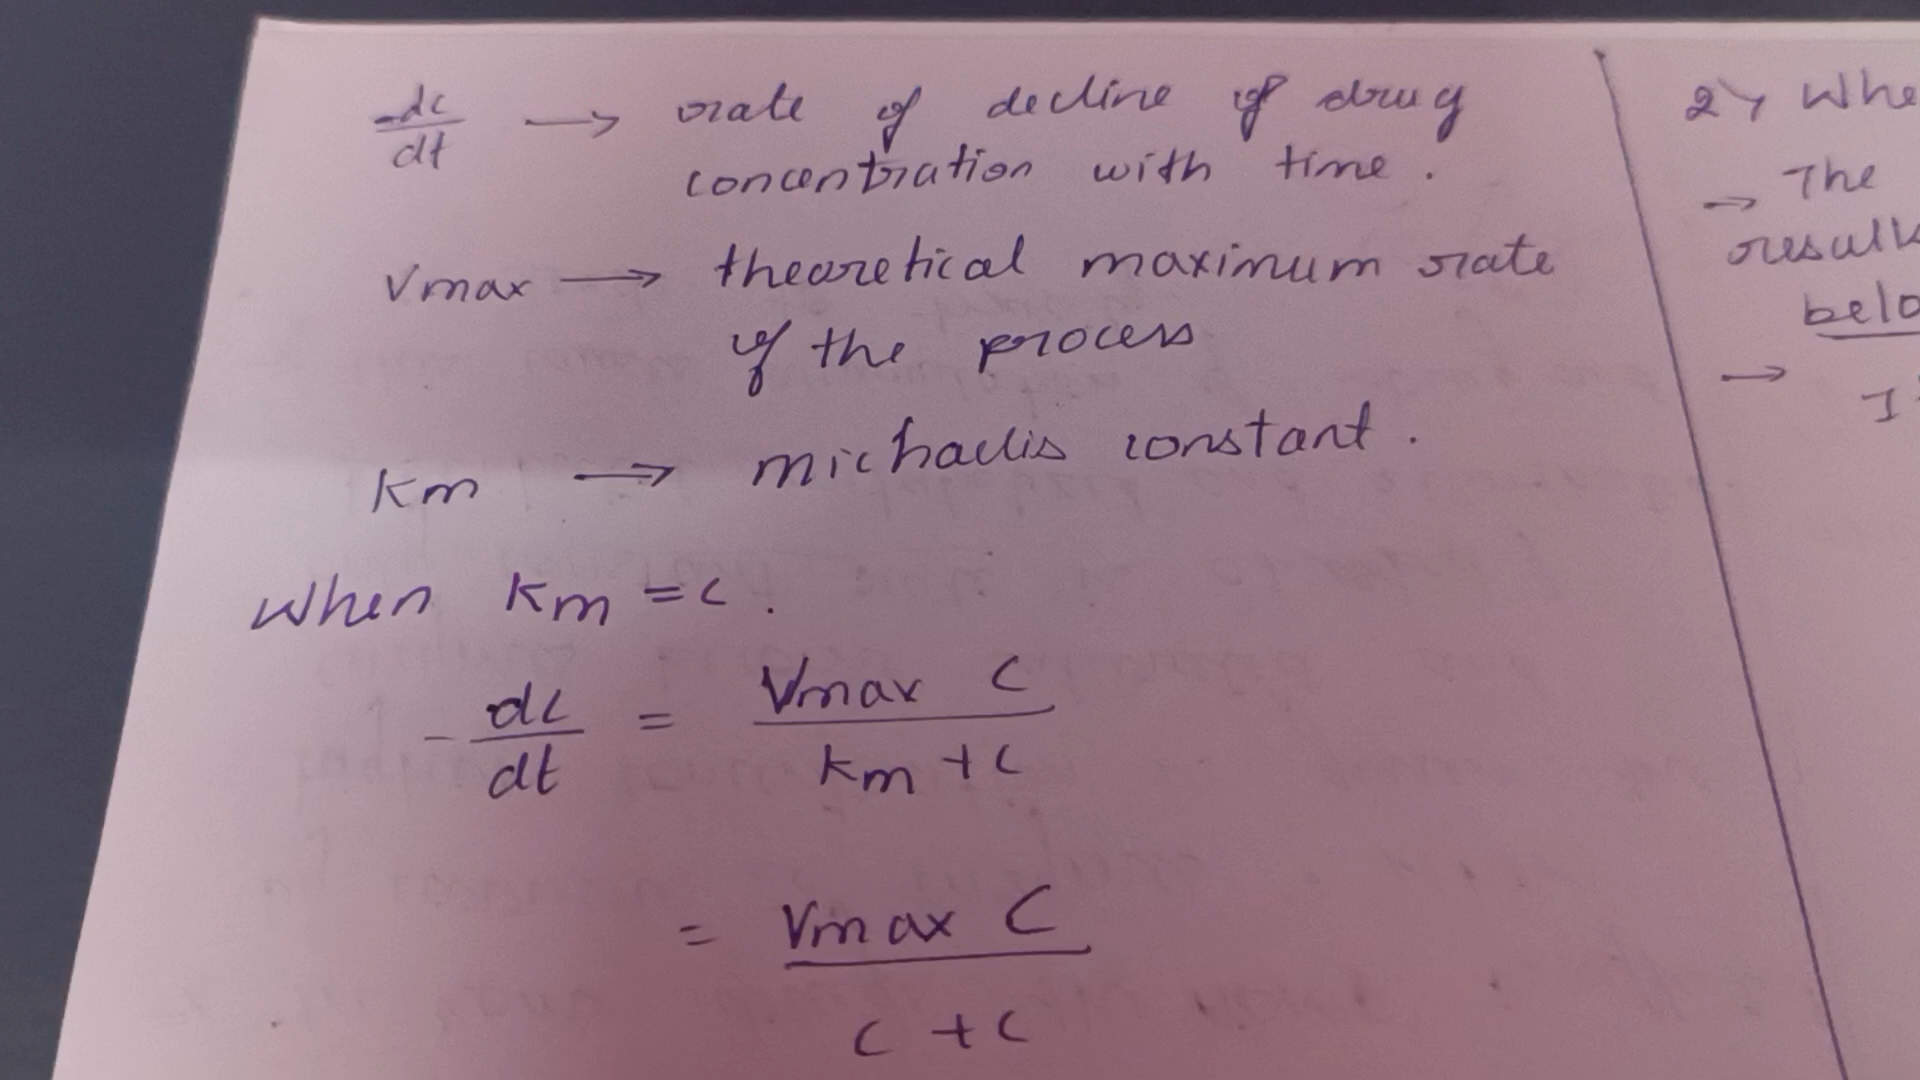 -dc/dt → rate of decline of drug
concentration with time.
Vmax → theoretical maximum rate
of the process
Km → michaelis constant.
When Km = c.
- dc/dt = Vmax C / Km + C
= Vmax C / C + C
2) Whe
→ The
result
belo
→